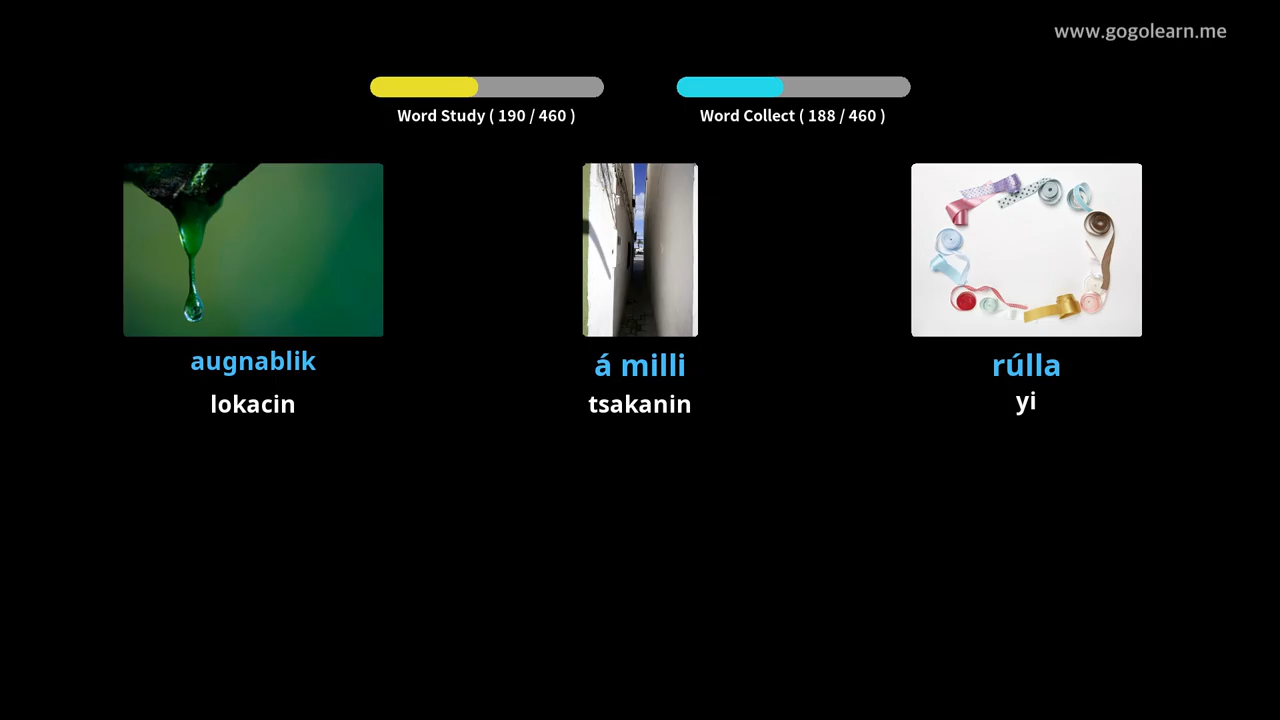 www.gogolearn.me
Word Study ( 190 / 460 )
Word Collect ( 188 / 460 )
augnablik
á milli
rúlla
lokacin
tsakanin
yi